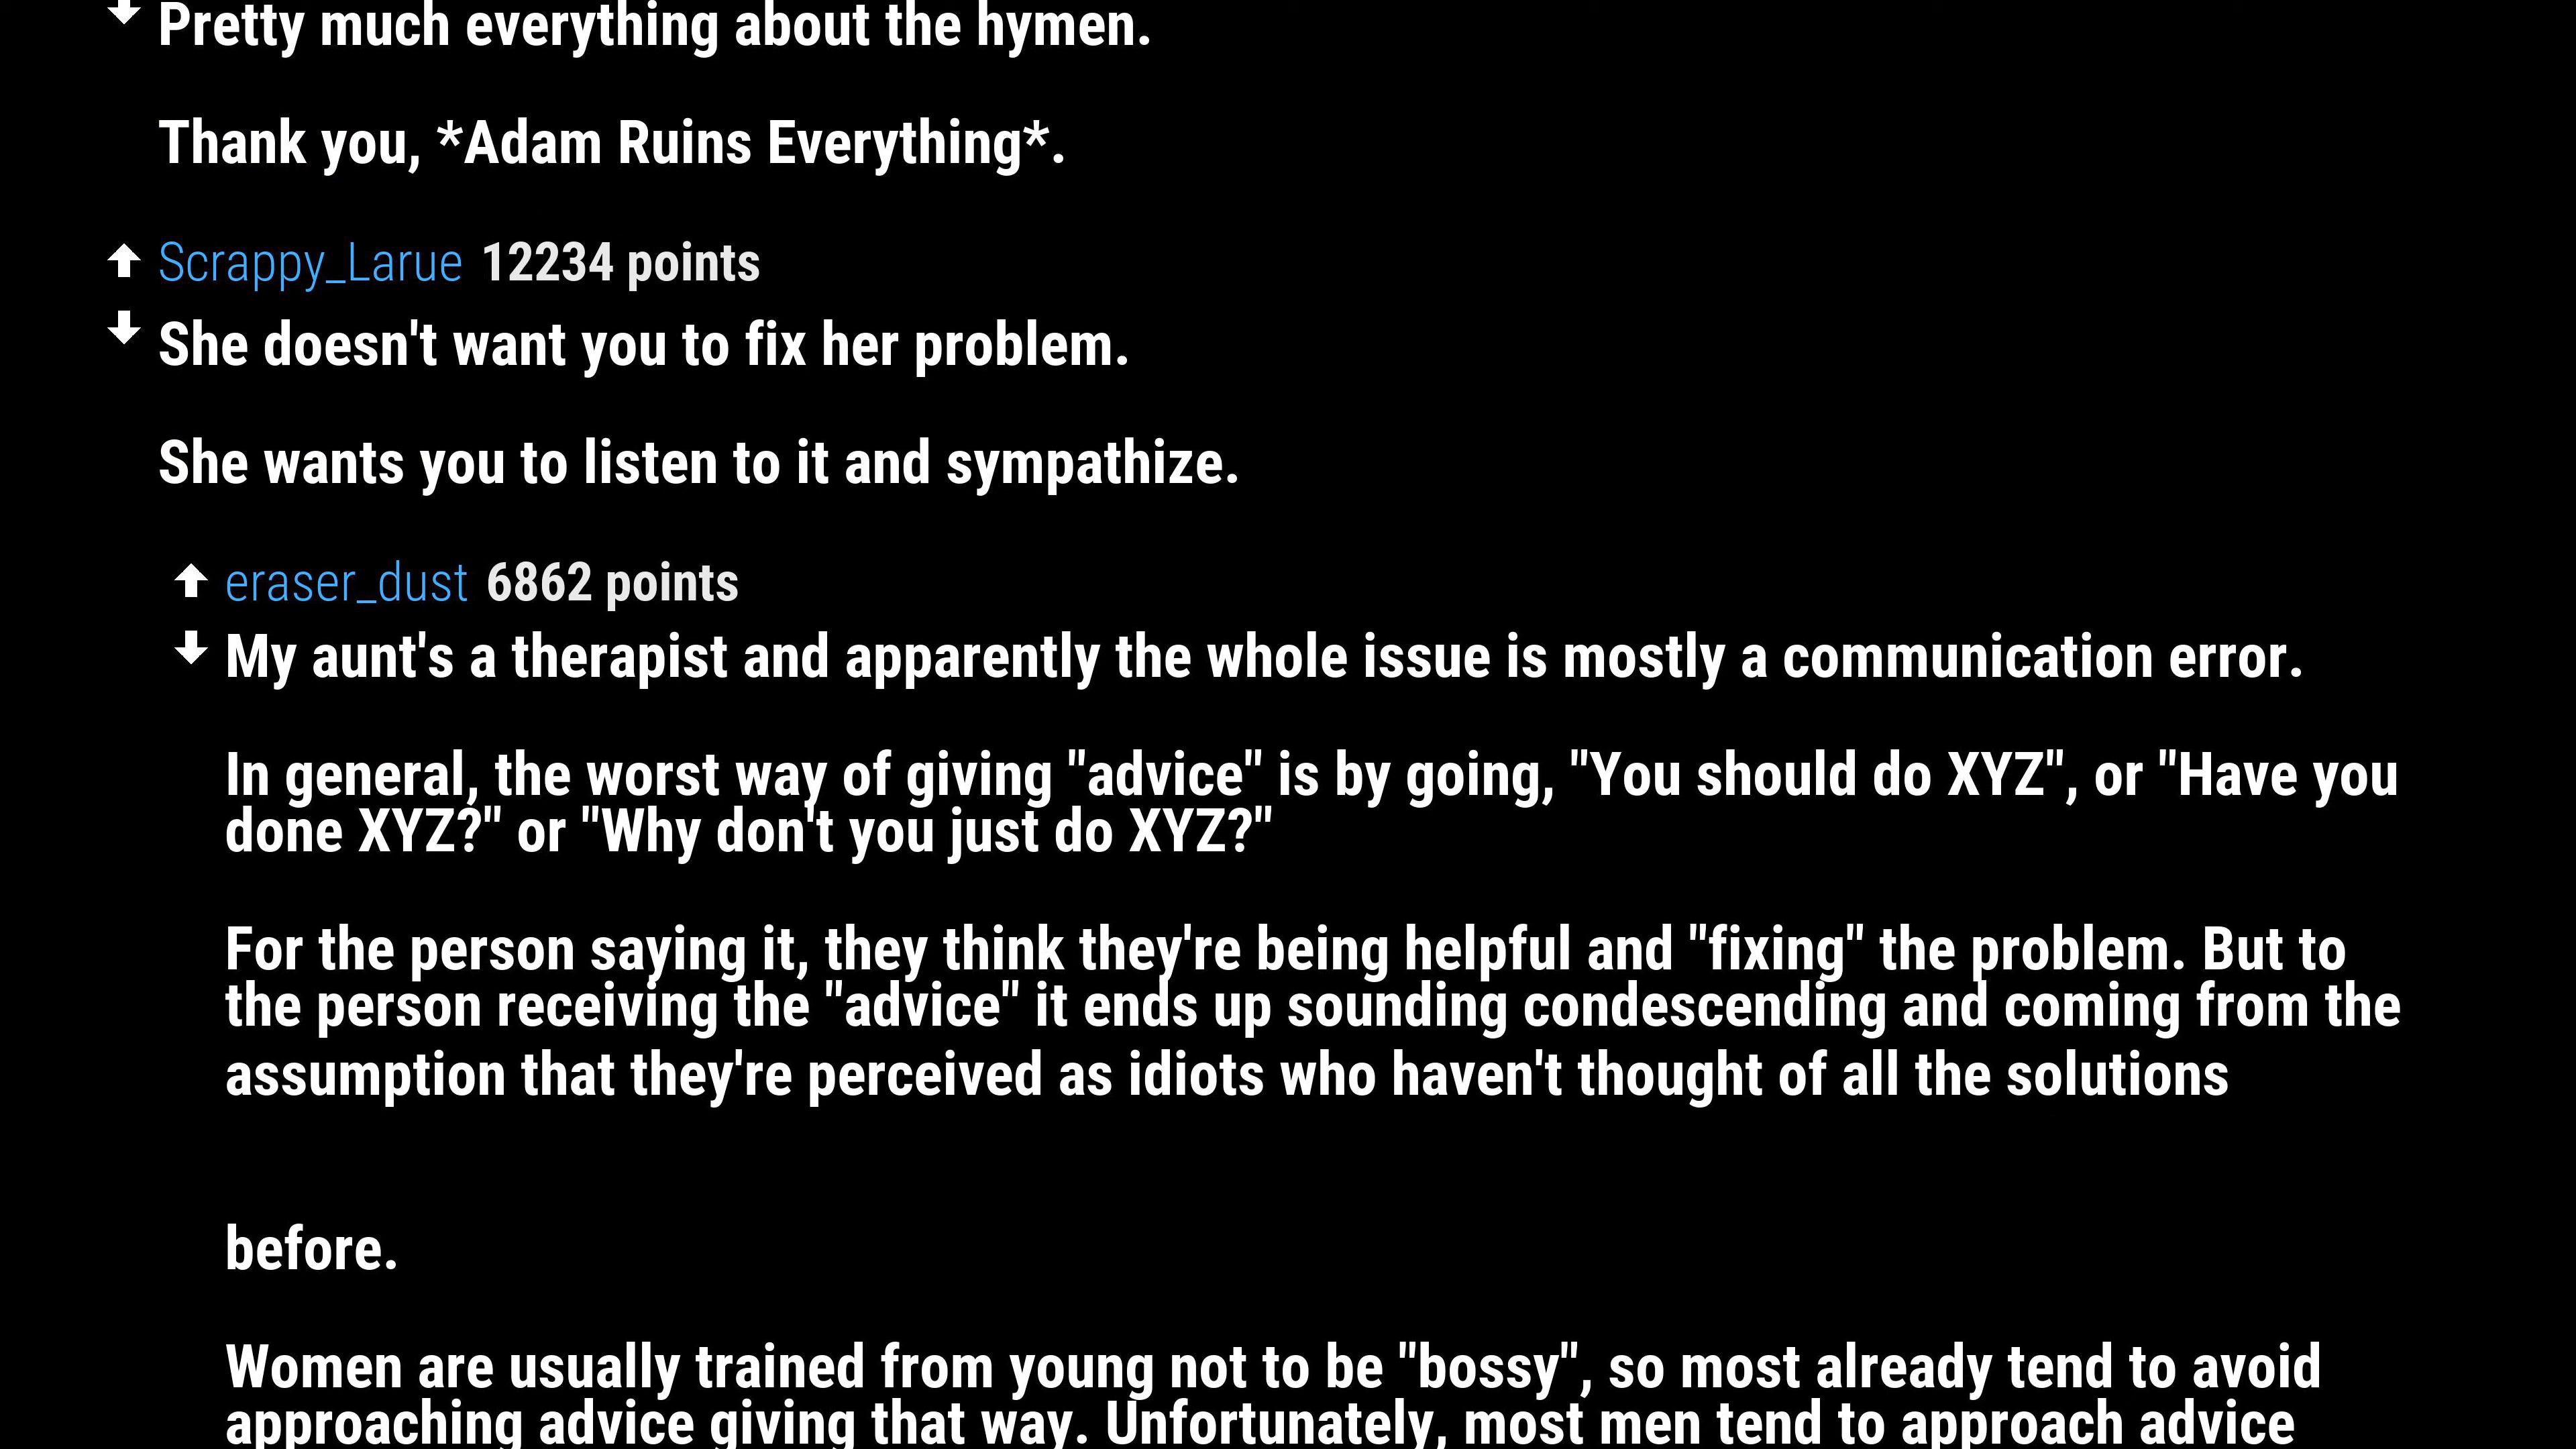 Pretty much everything about the hymen.
Thank you, *Adam Ruins Everything*.
Scrappy_Larue 12234 points
She doesn't want you to fix her problem.
She wants you to listen to it and sympathize.
eraser_dust 6862 points
My aunt's a therapist and apparently the whole issue is mostly a communication error.
In general, the worst way of giving "advice" is by going, "You should do XYZ", or "Have you
done XYZ?" or "Why don't you just do XYZ?"
For the person saying it, they think they're being helpful and "fixing" the problem. But to
the person receiving the "advice" it ends up sounding condescending and coming from the
assumption that they're perceived as idiots who haven't thought of all the solutions
before.
Women are usually trained from young not to be "bossy", so most already tend to avoid
approaching advice giving that way. Unfortunately, most men tend to approach advice